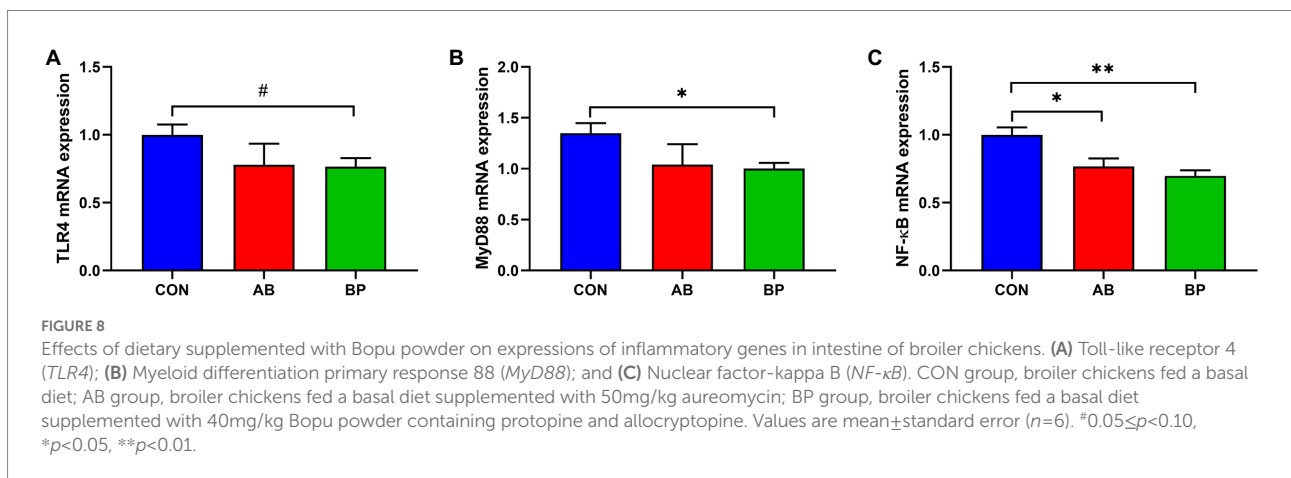 A
TLR4 mRNA expression
1.5
1.0
0.5
0.0
#
CON AB BP
B
MyD88 mRNA expression
2.0
1.5
1.0
0.5
0.0
*
CON AB BP
C
NF-κB mRNA expression
1.5
1.0
0.5
0.0
**
*
CON AB BP
FIGURE 8
Effects of dietary supplemented with Bopu powder on expressions of inflammatory genes in intestine of broiler chickens. (A) Toll-like receptor 4
(TLR4); (B) Myeloid differentiation primary response 88 (MyD88); and (C) Nuclear factor-kappa B (NF-κB). CON group, broiler chickens fed a basal
diet; AB group, broiler chickens fed a basal diet supplemented with 50mg/kg aureomycin; BP group, broiler chickens fed a basal diet
supplemented with 40mg/kg Bopu powder containing protopine and allocryptopine. Values are mean±standard error (n=6). #0.05≤p<0.10,
*p<0.05, **p<0.01.